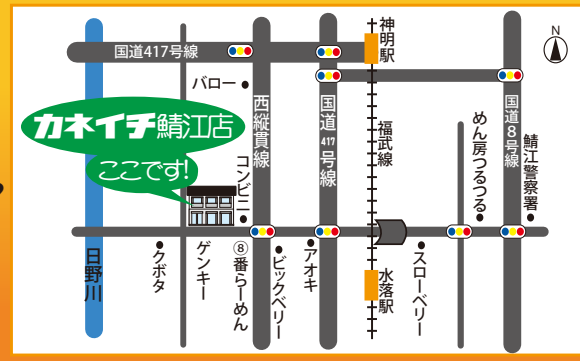 国道417号線
神明駅
N
バロー
カネイチ鯖江店
ここです!
西縦貫線
国道417号線
福武線
めん房つるつる
国道8号線
鯖江警察署
コンビニ
日野川
クボタ
ゲンキー
⑧番らーめん
ビックベリー
アオキ
水落駅
スローベリー